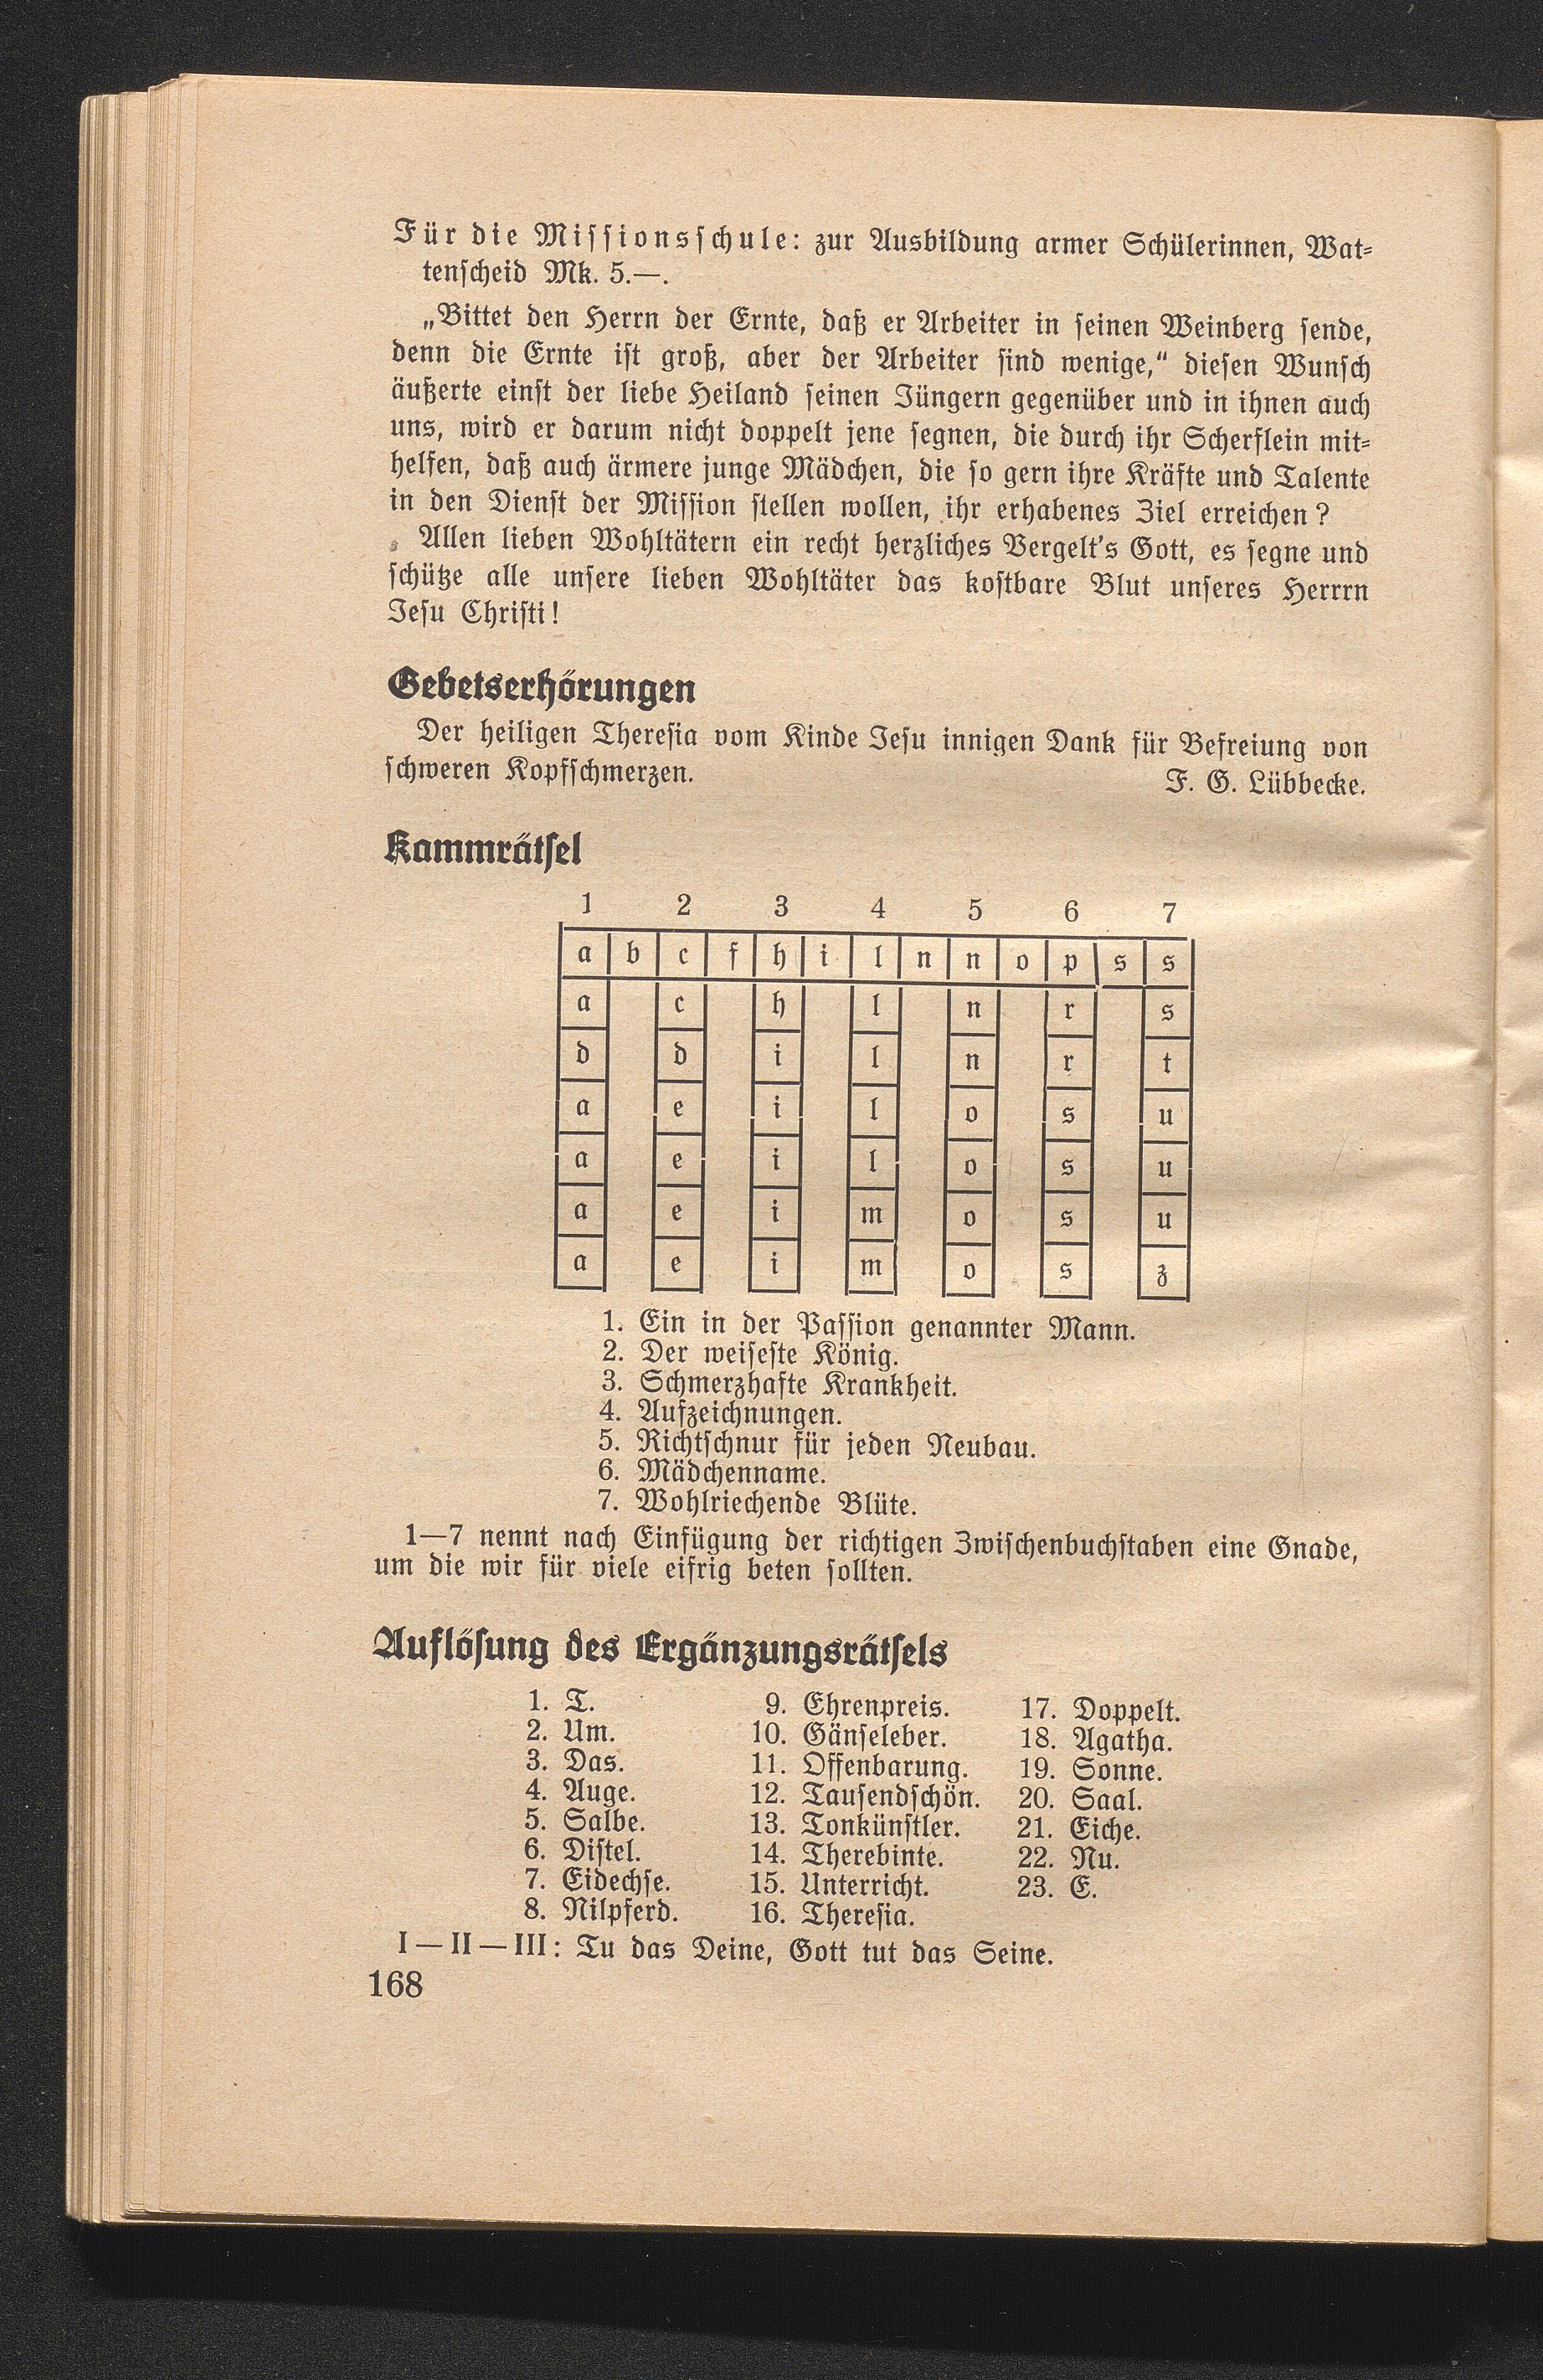 Für die Missionsschule: zur Ausbildung armer Schülerinnen, Wat-
tenscheid Mk. 5.—.
„Bittet den Herrn der Ernte, daß er Arbeiter in seinen Weinberg sende,
denn die Ernte ist groß, aber der Arbeiter sind wenige,“ diesen Wunsch
äußerte einst der liebe Heiland seinen Jüngern gegenüber und in ihnen auch
uns, wird er darum nicht doppelt jene segnen, die durch ihr Scherflein mit-
helfen, daß auch ärmere junge Mädchen, die so gern ihre Kräfte und Talente
in den Dienst der Mission stellen wollen, ihr erhabenes Ziel erreichen?
Allen lieben Wohltätern ein recht herzliches Vergelt's Gott, es segne und
schütze alle unsere lieben Wohltäter das kostbare Blut unseres Herrrn
Jesu Christi!
Gebetserhörungen
Der heiligen Theresia vom Kinde Jesu innigen Dank für Befreiung von
schweren Kopfschmerzen. F. G. Lübbecke.
Kammrätsel
1 2 3 4 5 6 7
a b c f h i l n n o p s s
a c h l n r s
d d i l n r t
a e i l o s u
a e i l o s u
a e i m o s u
a e i m o s z
1. Ein in der Passion genannter Mann.
2. Der weiseste König.
3. Schmerzhafte Krankheit.
4. Aufzeichnungen.
5. Richtschnur für jeden Neubau.
6. Mädchenname.
7. Wohlriechende Blüte.
1—7 nennt nach Einfügung der richtigen Zwischenbuchstaben eine Gnade,
um die wir für viele eifrig beten sollten.
Auflösung des Ergänzungsrätsels
1. T. 9. Ehrenpreis. 17. Doppelt.
2. Um. 10. Gänseleber. 18. Agatha.
3. Das. 11. Offenbarung. 19. Sonne.
4. Auge. 12. Tausendschön. 20. Saal.
5. Salbe. 13. Tonkünstler. 21. Eiche.
6. Distel. 14. Therebinte. 22. Nu.
7. Eidechse. 15. Unterricht. 23. E.
8. Nilpferd. 16. Theresia.
I—II—III: Tu das Deine, Gott tut das Seine.
168